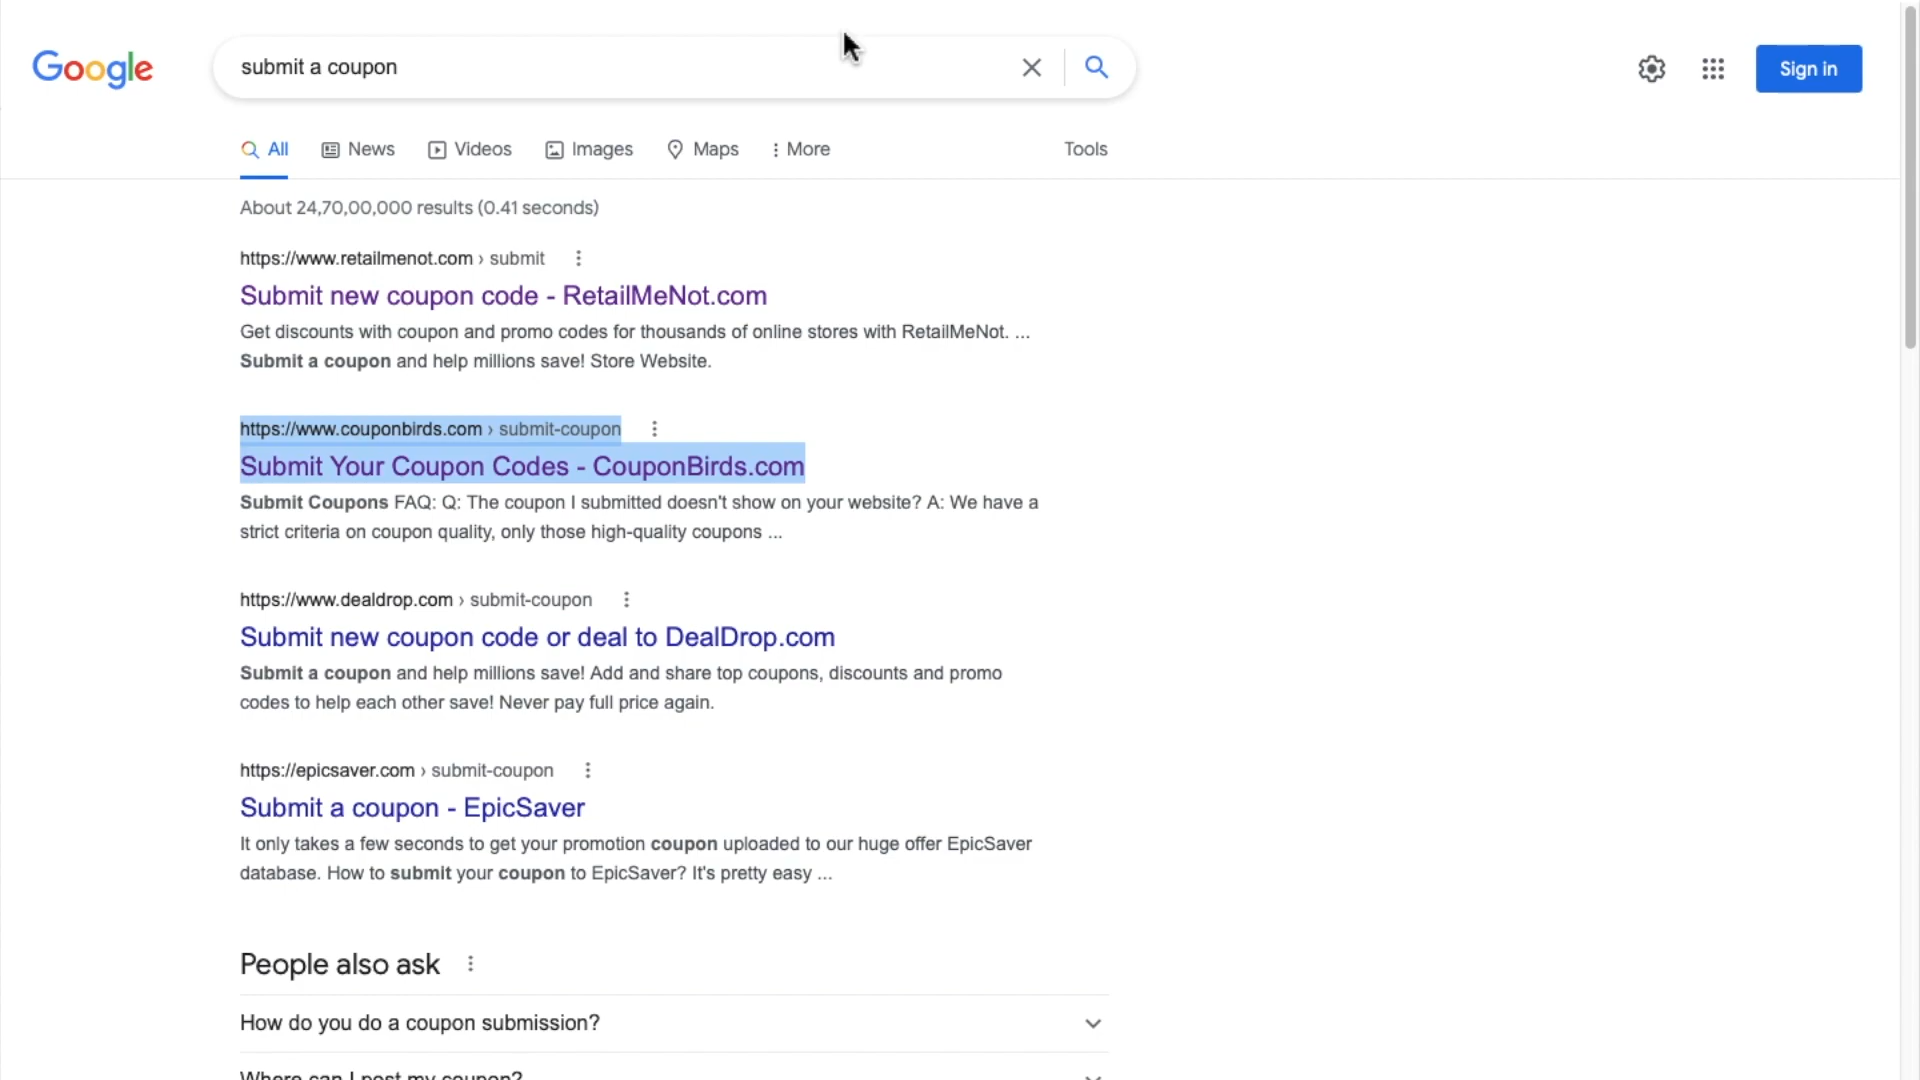 Google
submit a coupon
Sign in
All
News
Videos
Images
Maps
More
Tools
About 24,70,00,000 results (0.41 seconds)
https://www.retailmenot.com › submit
Submit new coupon code - RetailMeNot.com
Get discounts with coupon and promo codes for thousands of online stores with RetailMeNot. ...
Submit a coupon and help millions save! Store Website.
https://www.couponbirds.com › submit-coupon
Submit Your Coupon Codes - CouponBirds.com
Submit Coupons FAQ: Q: The coupon I submitted doesn't show on your website? A: We have a
strict criteria on coupon quality, only those high-quality coupons ...
https://www.dealdrop.com › submit-coupon
Submit new coupon code or deal to DealDrop.com
Submit a coupon and help millions save! Add and share top coupons, discounts and promo
codes to help each other save! Never pay full price again.
https://epicsaver.com › submit-coupon
Submit a coupon - EpicSaver
It only takes a few seconds to get your promotion coupon uploaded to our huge offer EpicSaver
database. How to submit your coupon to EpicSaver? It's pretty easy ...
People also ask
How do you do a coupon submission?
Where can I post my coupon?